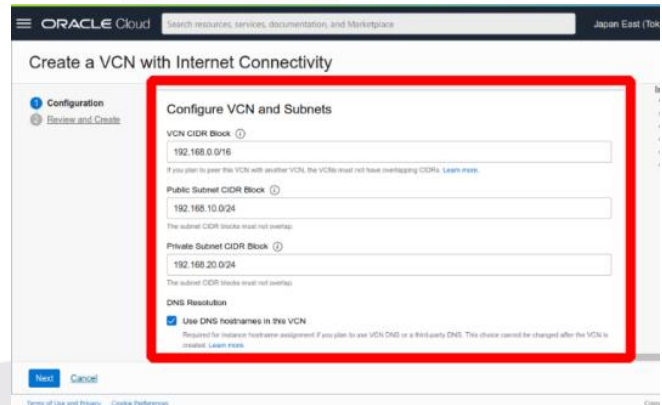 ORACLE Cloud
Search resources, services, documentation, and Marketplace
Japan East (Tok
Create a VCN with Internet Connectivity
1 Configuration
2 Review and Create
Configure VCN and Subnets
VCN CIDR Block
192.168.0.0/16
If you plan to peer this VCN with another VCN, the VCNs must not have overlapping CIDRs. Learn more.
Public Subnet CIDR Block
192.168.10.0/24
The subnet CIDR blocks must not overlap.
Private Subnet CIDR Block
192.168.20.0/24
The subnet CIDR blocks must not overlap.
DNS Resolution
Use DNS hostnames in this VCN
Required for instance hostname assignment if you plan to use VCN DNS or a third-party DNS. This choice cannot be changed after the VCN is
created. Learn more.
Next
Cancel
Terms of Use and Privacy
Cookie Preferences